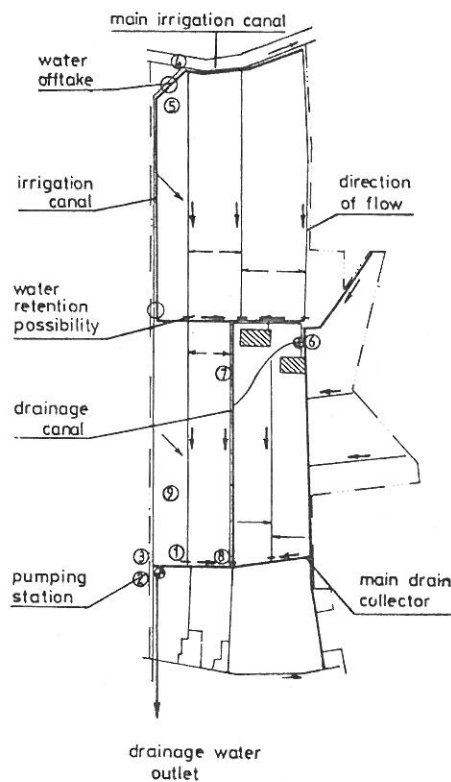 main irrigation canal
water
offtake
4
5
irrigation
canal
direction
of flow
water
retention
possibility
6
7
drainage
canal
9
3
1
8
pumping
station
2
main drain
collector
drainage water
outlet